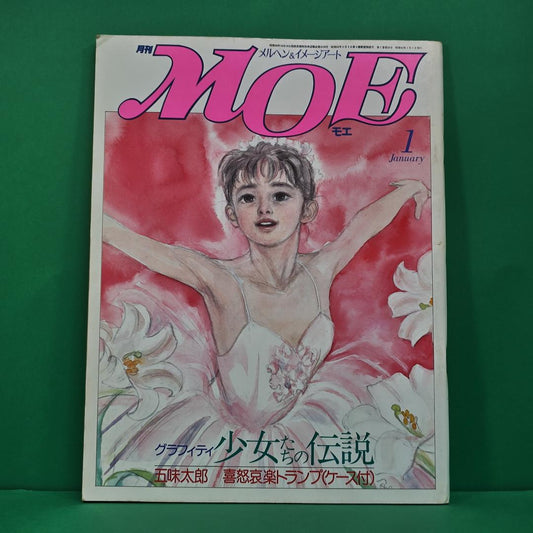 月刊
メルヘン&イメージアート
MOE
モエ
1
January
グラフィティ 少女たちの伝説
五味太郎 喜怒哀楽トランプ(ケース付)